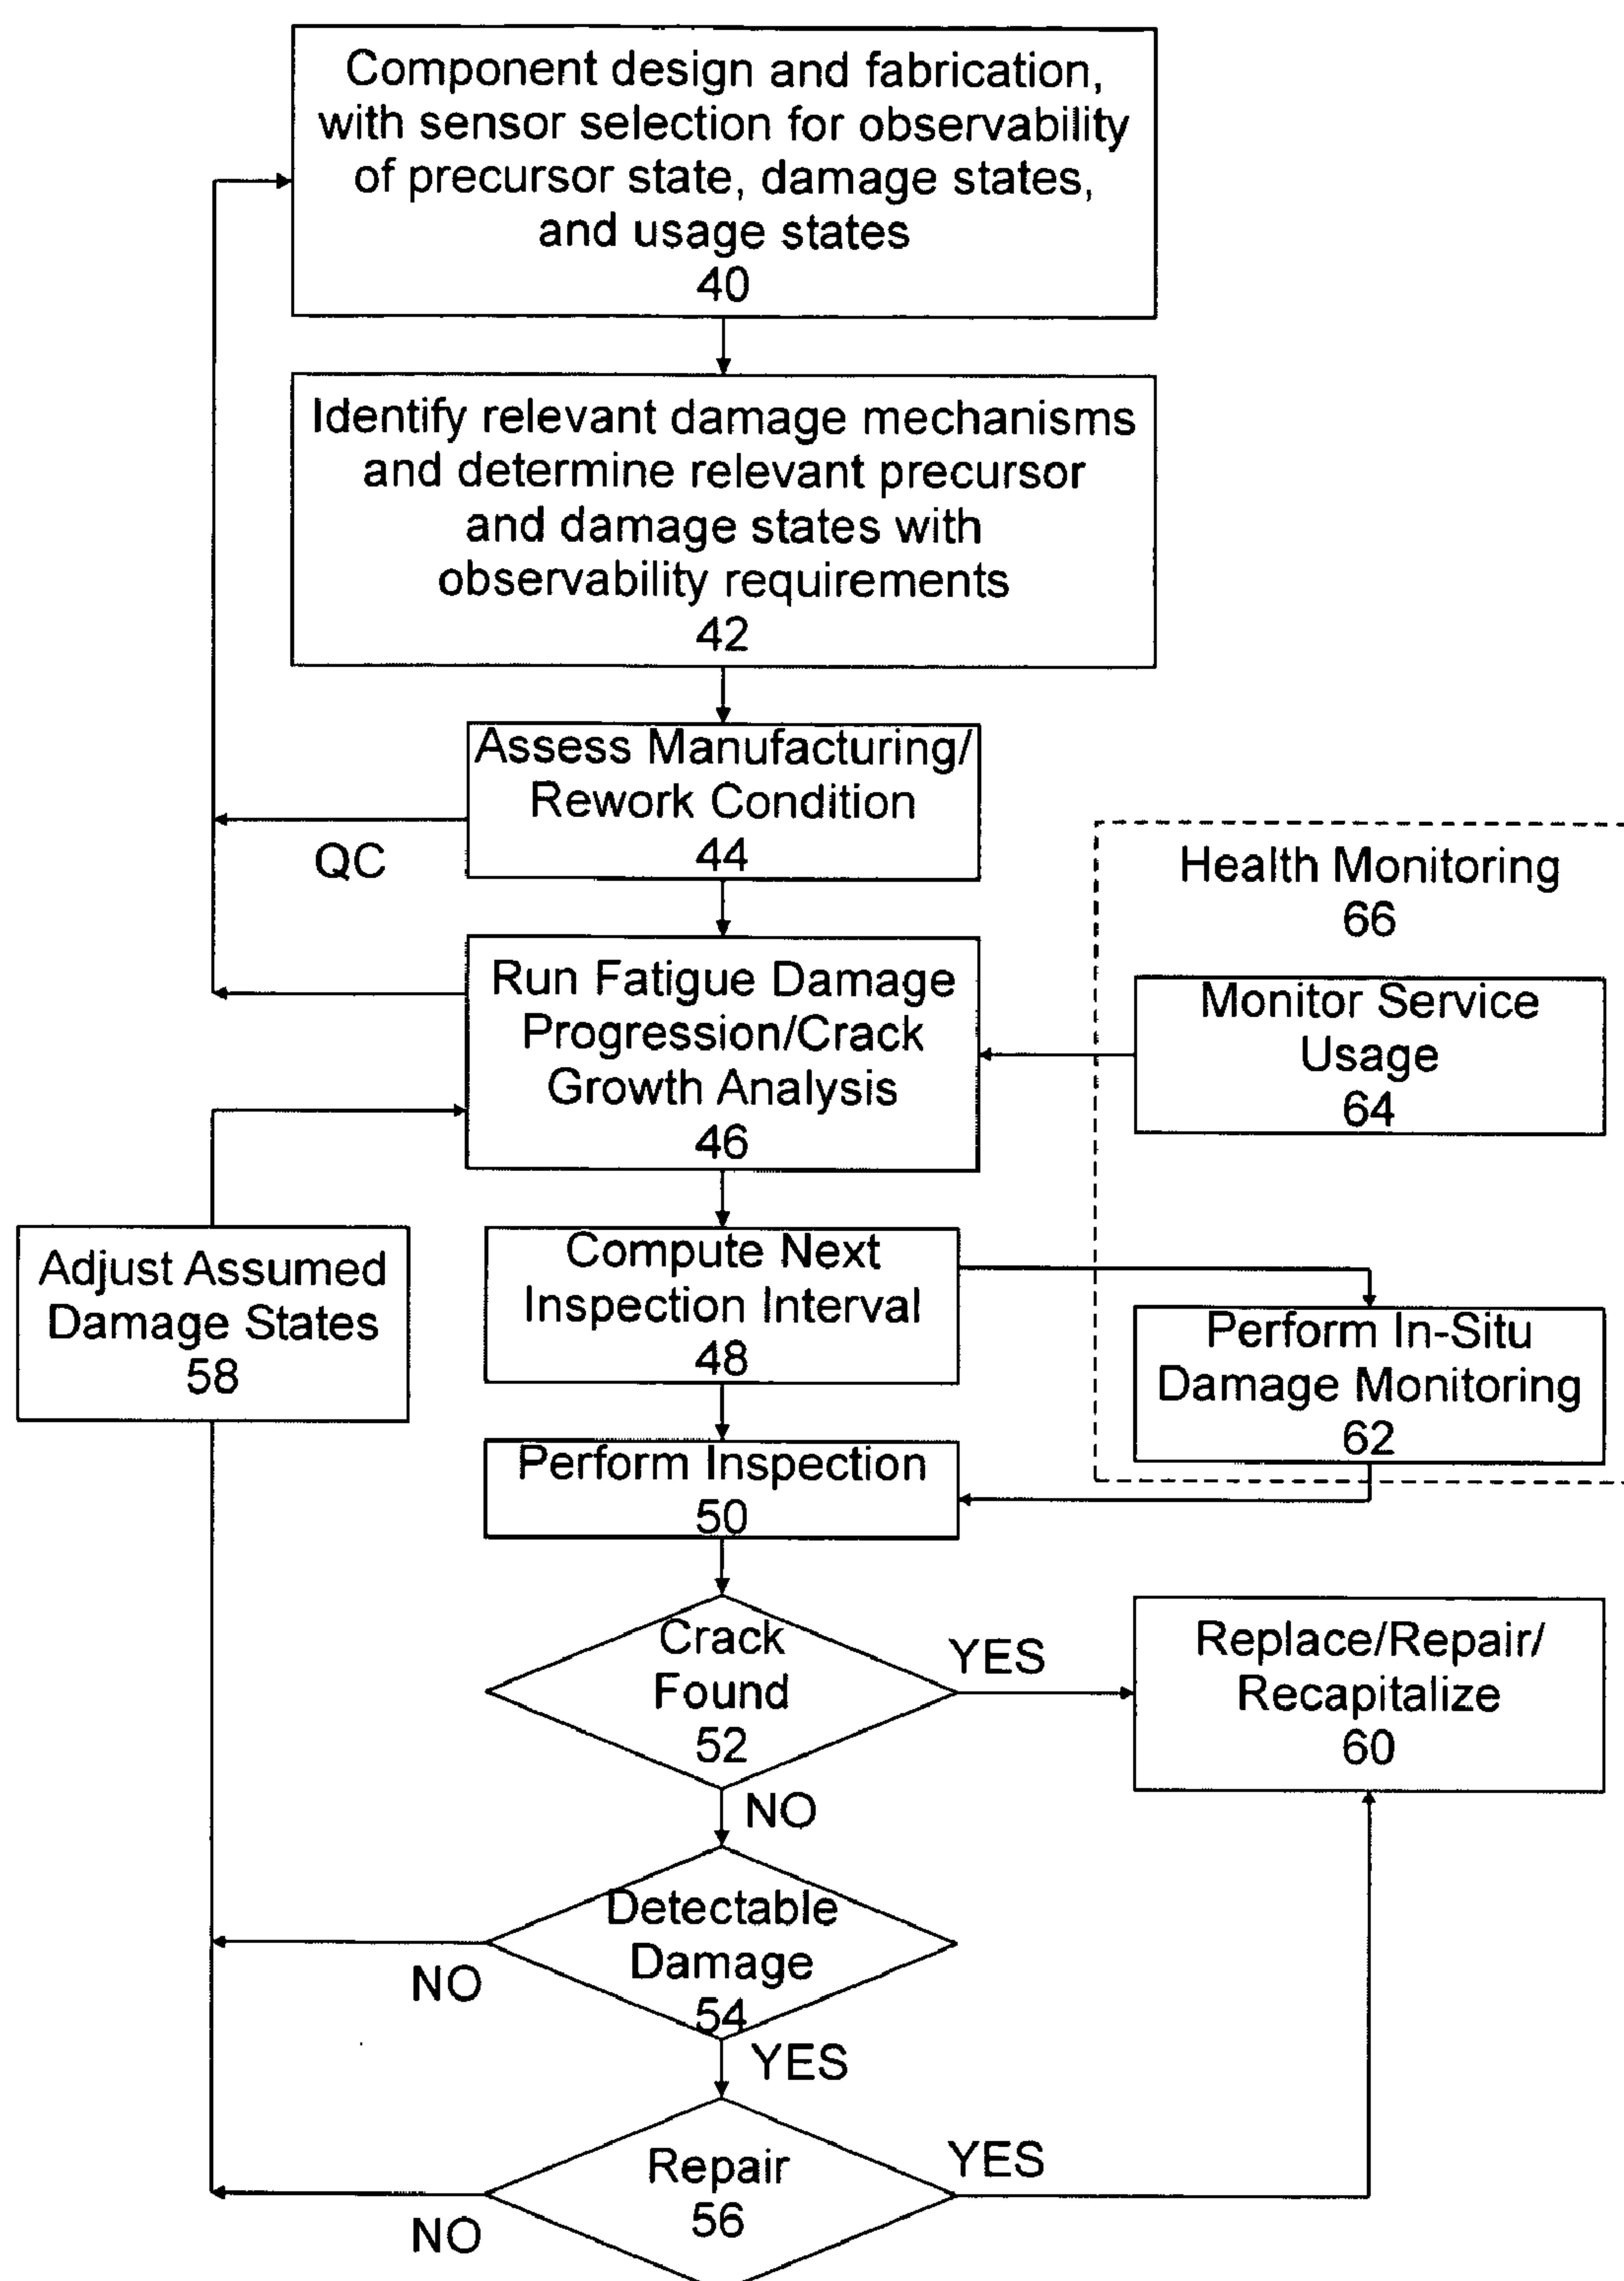 Component design and fabrication,
with sensor selection for observability
of precursor state, damage states,
and usage states
40
Identify relevant damage mechanisms
and determine relevant precursor
and damage states with
observability requirements
42
Assess Manufacturing/
Rework Condition
44
QC
Health Monitoring
66
Run Fatigue Damage
Progression/Crack
Growth Analysis
46
Monitor Service
Usage
64
Adjust Assumed
Damage States
58
Compute Next
Inspection Interval
48
Perform In-Situ
Damage Monitoring
62
Perform Inspection
50
Crack
Found
52
YES
Replace/Repair/
Recapitalize
60
NO
Detectable
Damage
54
NO
YES
Repair
56
YES
NO